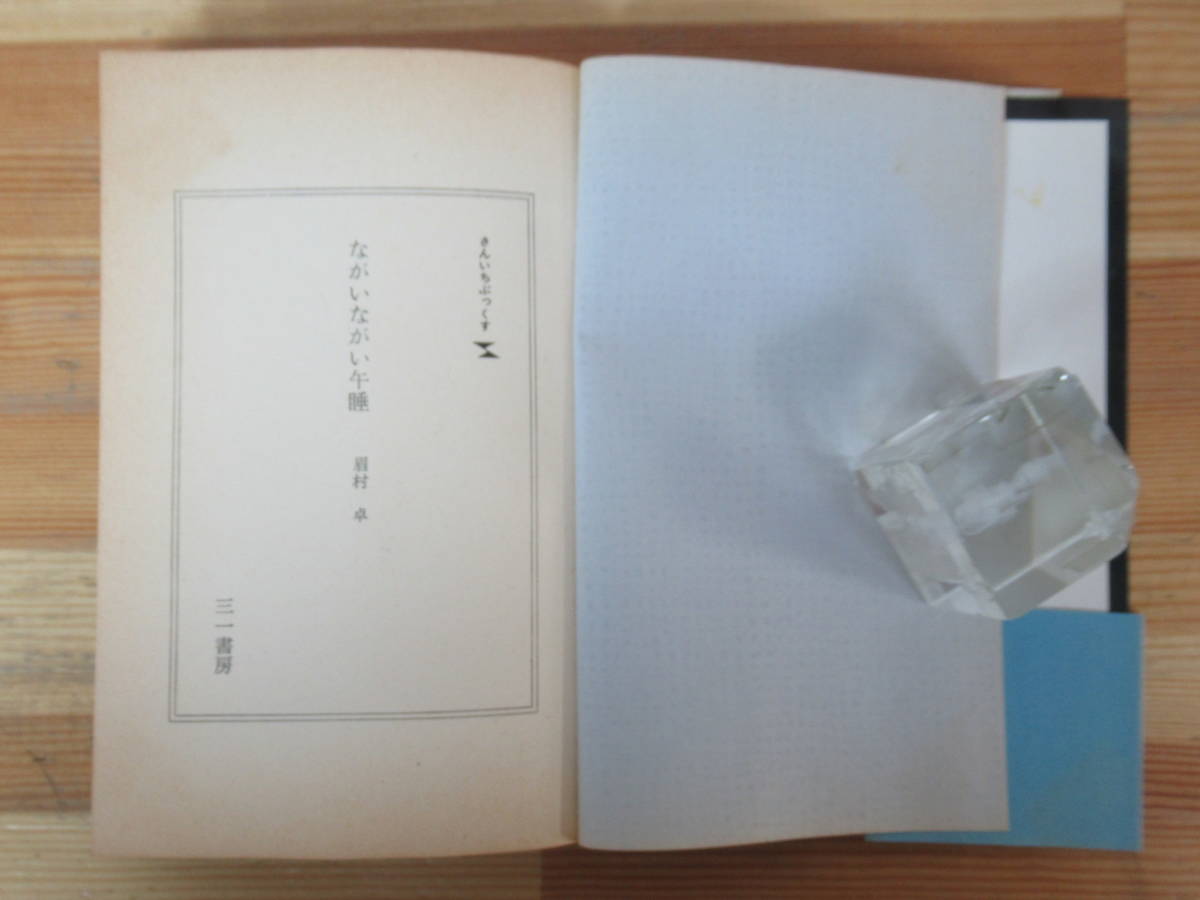 さんいちぶっくす
ながいながい午睡
眉村 卓
三一書房